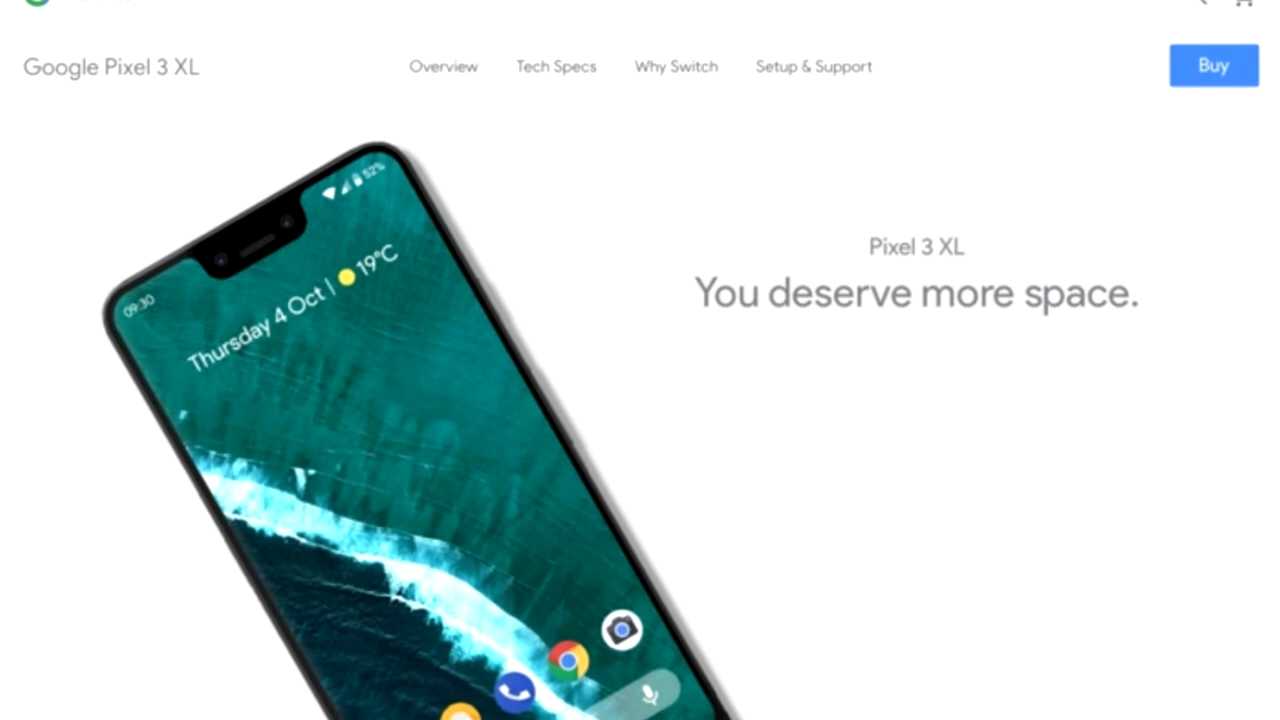 Google Pixel 3 XL
Overview
Tech Specs
Why Switch
Setup & Support
Buy
52%
09:30
Thursday 4 Oct | 19°C
Pixel 3 XL
You deserve more space.